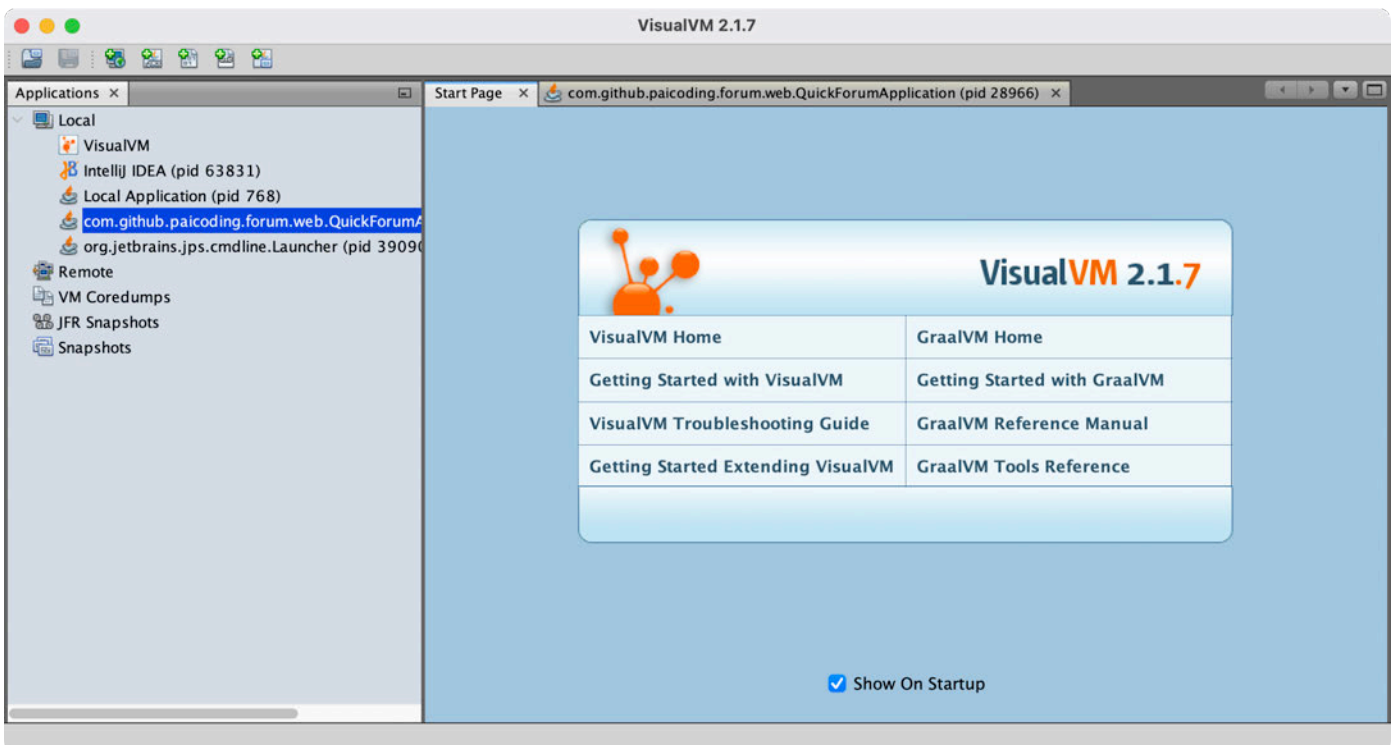 VisualVM 2.1.7
Applications
Start Page
com.github.paicoding.forum.web.QuickForumApplication (pid 28966)
Local
VisualVM
IntelliJ IDEA (pid 63831)
Local Application (pid 768)
com.github.paicoding.forum.web.QuickForumA
org.jetbrains.jps.cmdline.Launcher (pid 39090
Remote
VM Coredumps
JFR Snapshots
Snapshots
VisualVM 2.1.7
VisualVM Home
GraalVM Home
Getting Started with VisualVM
Getting Started with GraalVM
VisualVM Troubleshooting Guide
GraalVM Reference Manual
Getting Started Extending VisualVM
GraalVM Tools Reference
Show On Startup